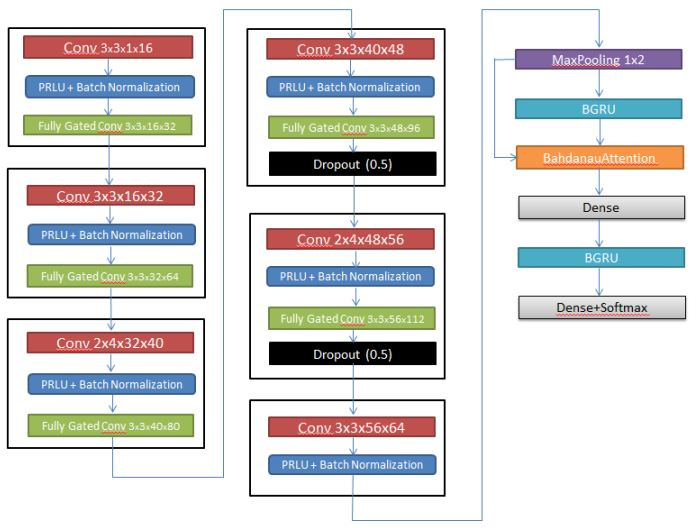 Conv 3x3x1x16
PRLU + Batch Normalization
Fully Gated Conv 3x3x16x32
Conv 3x3x16x32
PRLU + Batch Normalization
Fully Gated Conv 3x3x32x64
Conv 2x4x32x40
PRLU + Batch Normalization
Fully Gated Conv 3x3x40x80
Conv 3x3x40x48
PRLU + Batch Normalization
Fully Gated Conv 3x3x48x96
Dropout (0.5)
Conv 2x4x48x56
PRLU + Batch Normalization
Fully Gated Conv 3x3x56x112
Dropout (0.5)
Conv 3x3x56x64
PRLU + Batch Normalization
MaxPooling 1x2
BGRU
BahdanauAttention
Dense
BGRU
Dense+Softmax